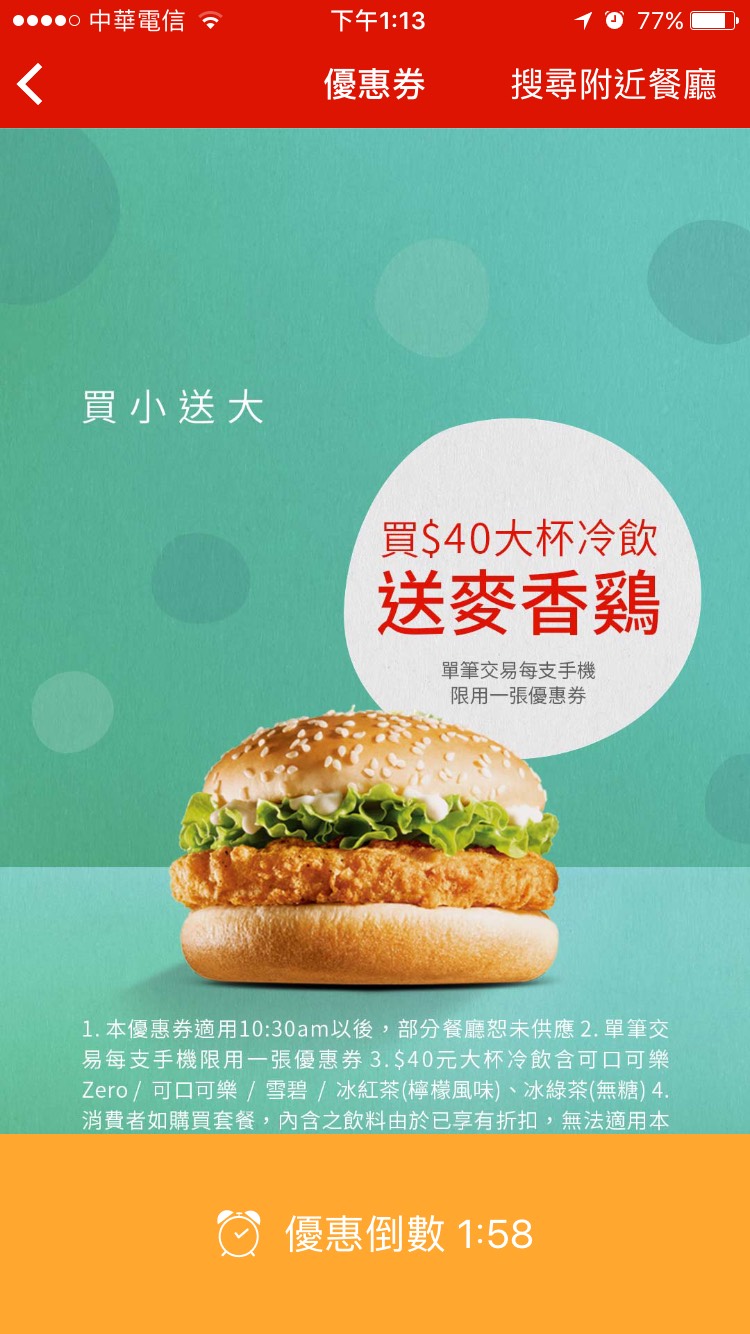 中華電信 下午1:13 77%
優惠券 搜尋附近餐廳
買小送大
買$40大杯冷飲
送麥香鷄
單筆交易每支手機
限用一張優惠券
1. 本優惠券適用10:30am以後，部分餐廳恕未供應 2. 單筆交
易每支手機限用一張優惠券 3. $40元大杯冷飲含可口可樂
Zero / 可口可樂 / 雪碧 / 冰紅茶(檸檬風味)、冰綠茶(無糖) 4.
消費者如購買套餐，內含之飲料由於已享有折扣，無法適用本
優惠倒數 1:58